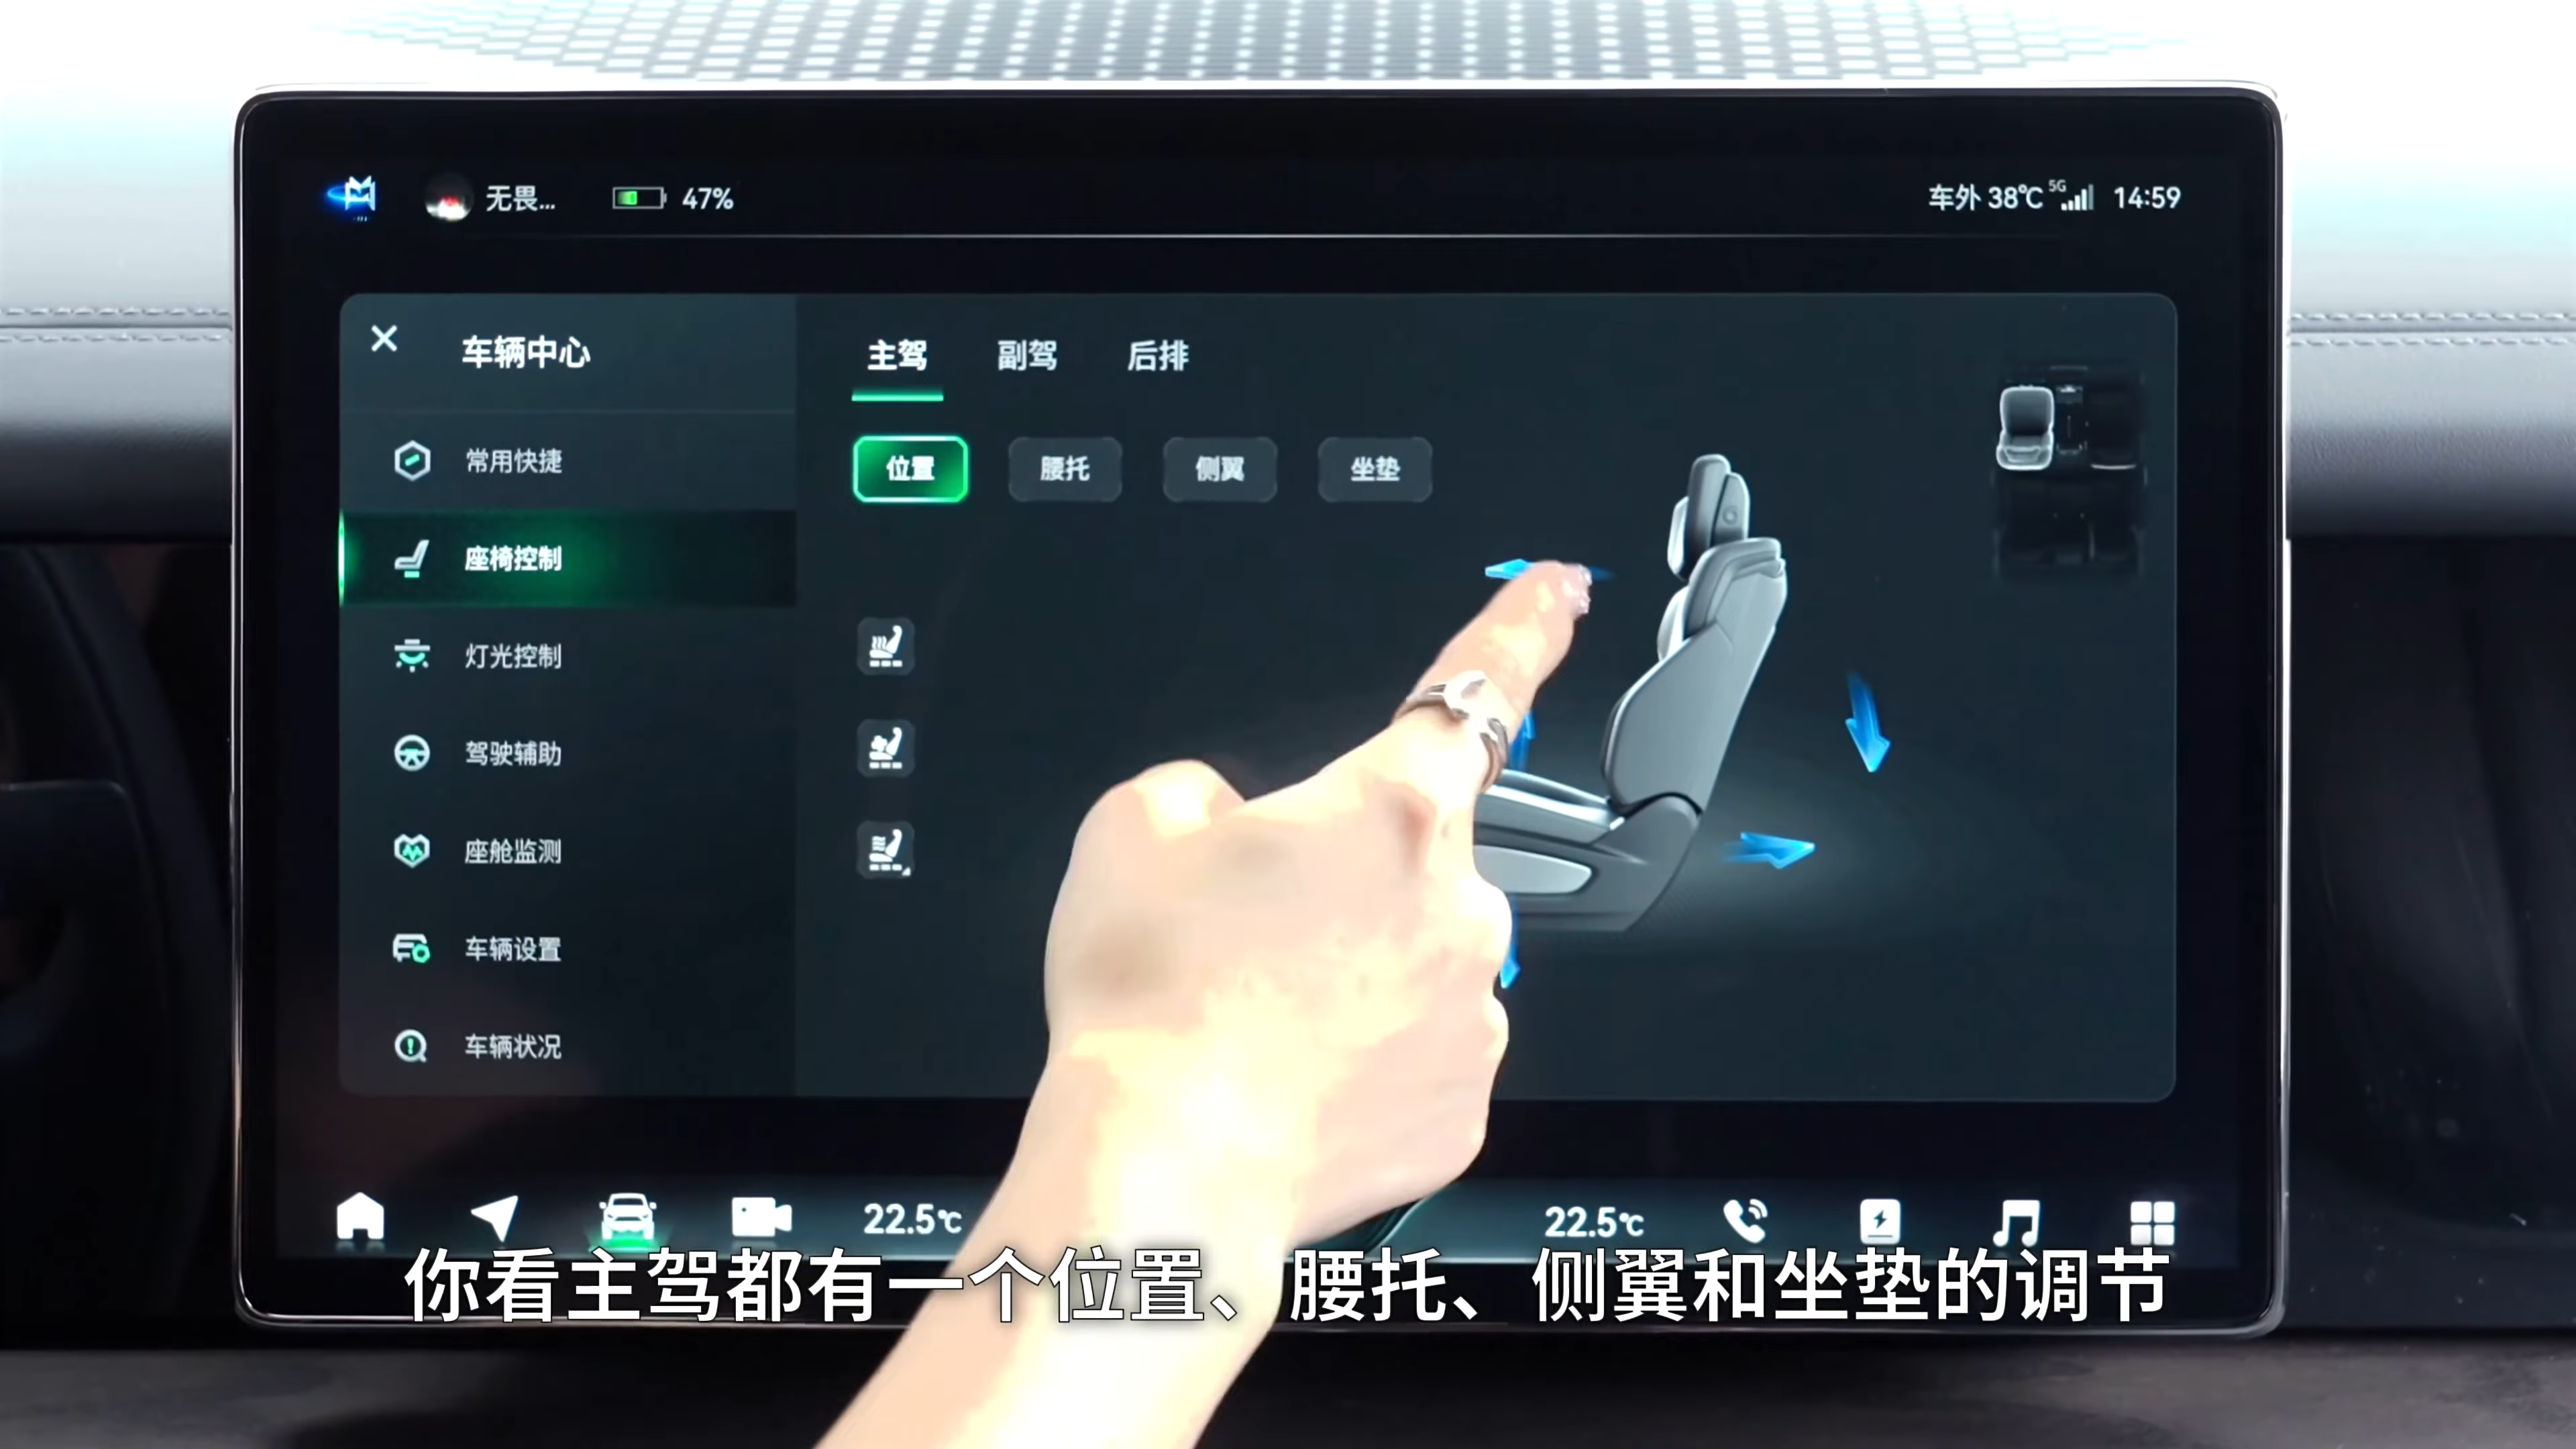 无畏... 47% 车外 38℃ 5G 14:59
车辆中心
主驾 副驾 后排
位置 腰托 侧翼 坐垫
常用快捷
座椅控制
灯光控制
驾驶辅助
座舱监测
车辆设置
车辆状况
22.5℃ 22.5℃
你看主驾都有一个位置、腰托、侧翼和坐垫的调节